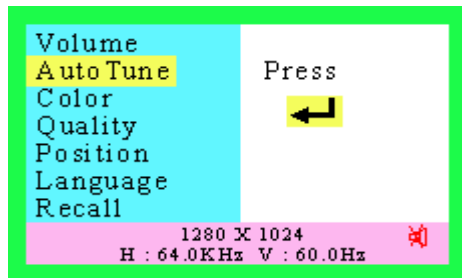 Volume
Auto Tune
Color
Quality
Position
Language
Recall
Press
1280 X 1024
H : 64.0KHz V : 60.0Hz